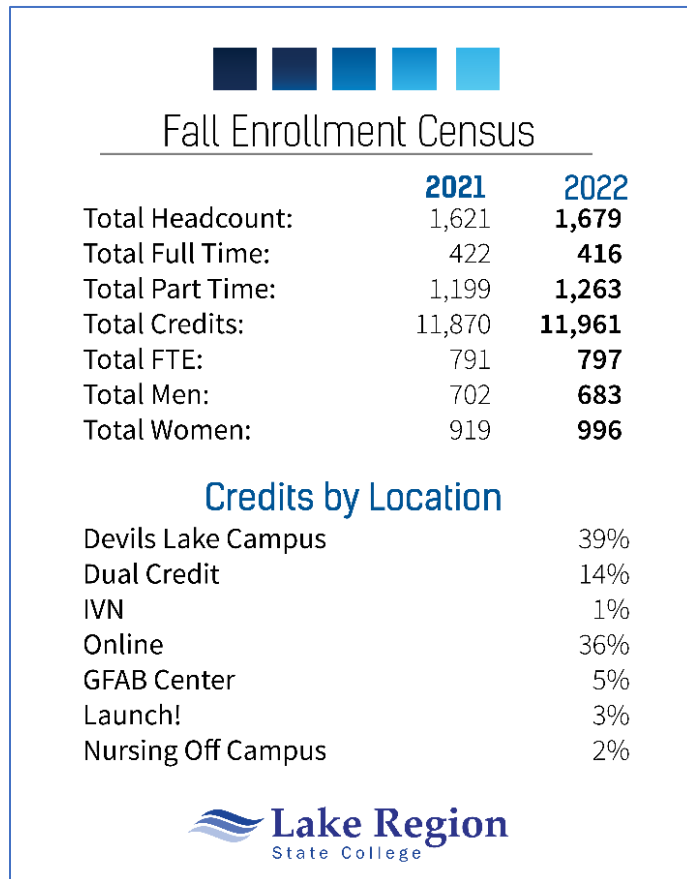 Fall Enrollment Census
2021 2022
Total Headcount: 1,621 1,679
Total Full Time: 422 416
Total Part Time: 1,199 1,263
Total Credits: 11,870 11,961
Total FTE: 791 797
Total Men: 702 683
Total Women: 919 996
Credits by Location
Devils Lake Campus 39%
Dual Credit 14%
IVN 1%
Online 36%
GFAB Center 5%
Launch! 3%
Nursing Off Campus 2%
Lake Region
State College